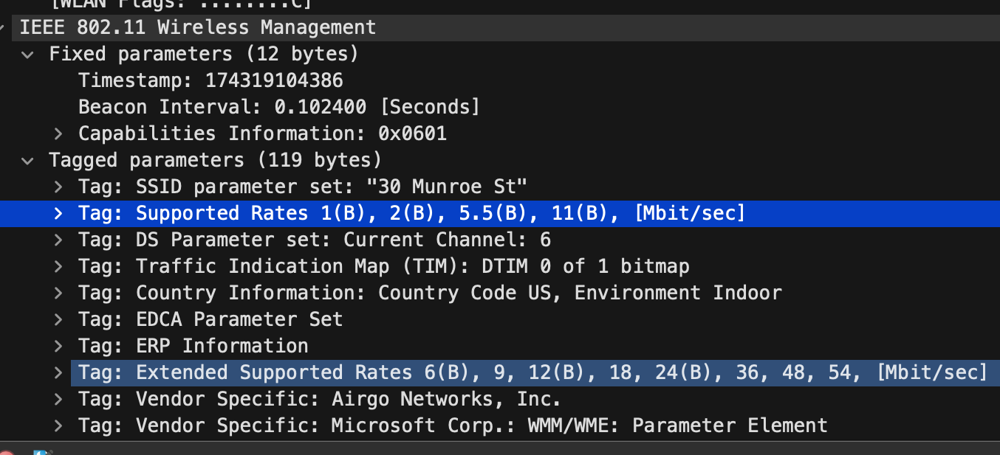 [WLAN Flags: ........C]
IEEE 802.11 Wireless Management
Fixed parameters (12 bytes)
Timestamp: 174319104386
Beacon Interval: 0.102400 [Seconds]
Capabilities Information: 0x0601
Tagged parameters (119 bytes)
Tag: SSID parameter set: "30 Munroe St"
Tag: Supported Rates 1(B), 2(B), 5.5(B), 11(B), [Mbit/sec]
Tag: DS Parameter set: Current Channel: 6
Tag: Traffic Indication Map (TIM): DTIM 0 of 1 bitmap
Tag: Country Information: Country Code US, Environment Indoor
Tag: EDCA Parameter Set
Tag: ERP Information
Tag: Extended Supported Rates 6(B), 9, 12(B), 18, 24(B), 36, 48, 54, [Mbit/sec]
Tag: Vendor Specific: Airgo Networks, Inc.
Tag: Vendor Specific: Microsoft Corp.: WMM/WME: Parameter Element